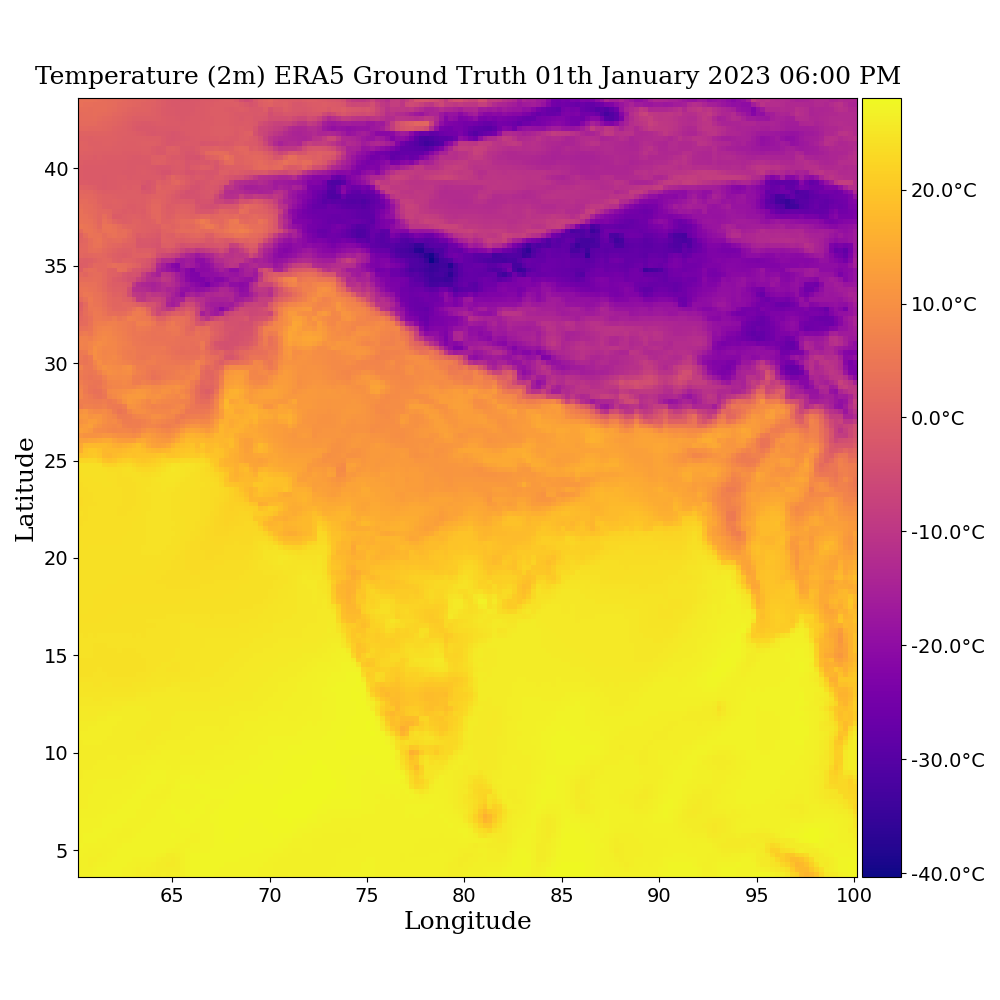 Temperature (2m) ERA5 Ground Truth 01th January 2023 06:00 PM
40
35
30
25
20
15
10
5
Latitude
65 70 75 80 85 90 95 100
Longitude
20.0°C
10.0°C
0.0°C
-10.0°C
-20.0°C
-30.0°C
-40.0°C